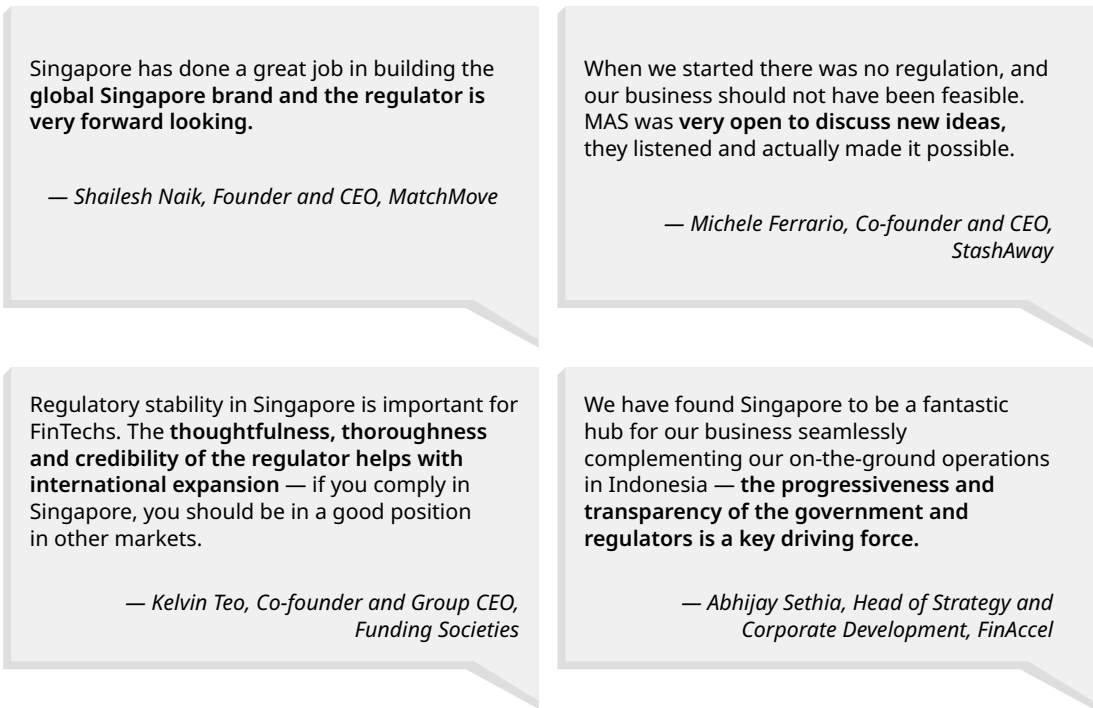 Singapore has done a great job in building the
global Singapore brand and the regulator is
very forward looking.
— Shailesh Naik, Founder and CEO, MatchMove
When we started there was no regulation, and
our business should not have been feasible.
MAS was very open to discuss new ideas,
they listened and actually made it possible.
— Michele Ferrario, Co-founder and CEO,
StashAway
Regulatory stability in Singapore is important for
FinTechs. The thoughtfulness, thoroughness
and credibility of the regulator helps with
international expansion — if you comply in
Singapore, you should be in a good position
in other markets.
— Kelvin Teo, Co-founder and Group CEO,
Funding Societies
We have found Singapore to be a fantastic
hub for our business seamlessly
complementing our on-the-ground operations
in Indonesia — the progressiveness and
transparency of the government and
regulators is a key driving force.
— Abhijay Sethia, Head of Strategy and
Corporate Development, FinAccel